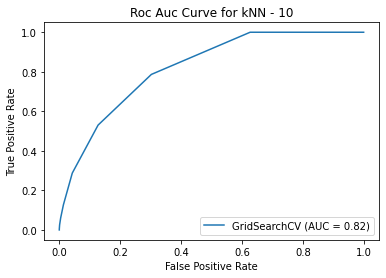 Roc Auc Curve for kNN - 10
True Positive Rate
1.0
0.8
0.6
0.4
0.2
0.0
GridSearchCV (AUC = 0.82)
0.0 0.2 0.4 0.6 0.8 1.0
False Positive Rate